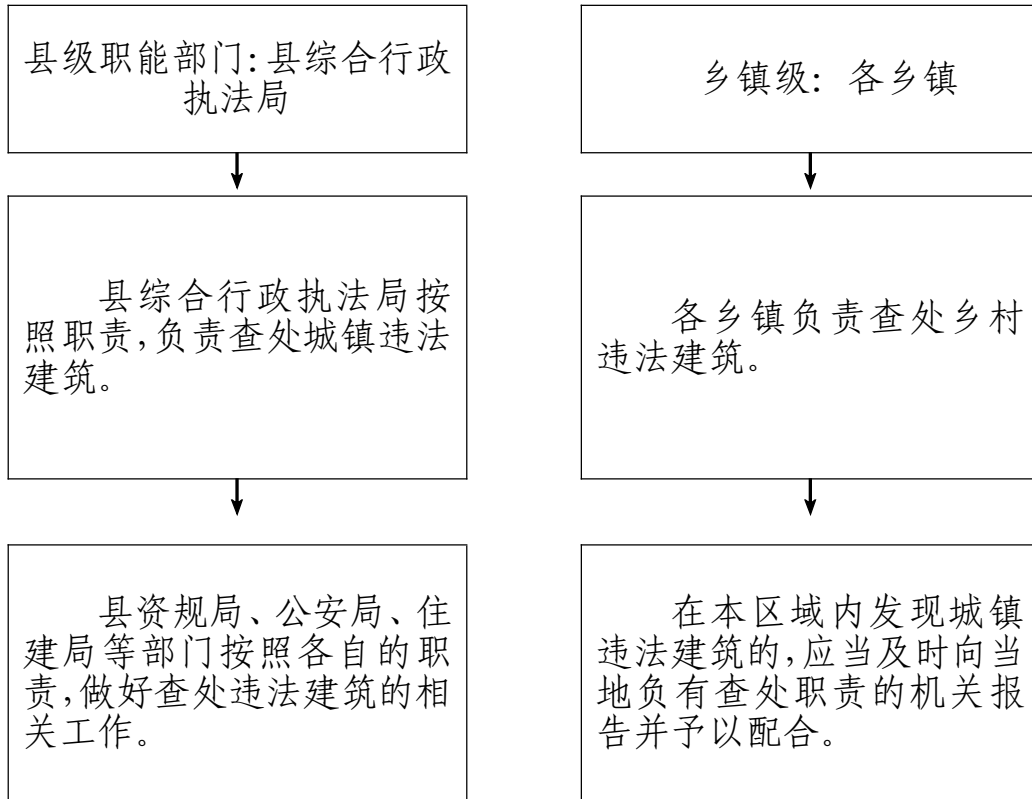 县级职能部门:县综合行政
执法局
县综合行政执法局按
照职责,负责查处城镇违法
建筑。
县资规局、公安局、住
建局等部门按照各自的职
责,做好查处违法建筑的相
关工作。
乡镇级: 各乡镇
各乡镇负责查处乡村
违法建筑。
在本区域内发现城镇
违法建筑的,应当及时向当
地负有查处职责的机关报
告并予以配合。